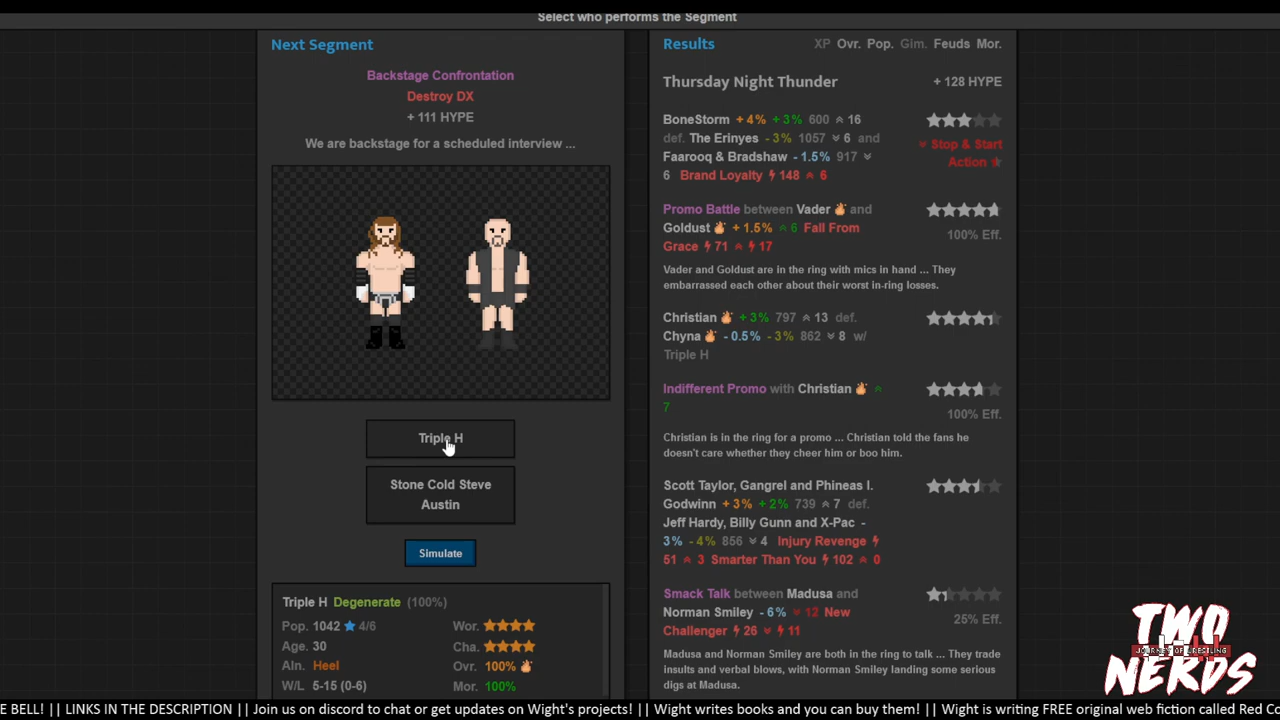 Select who performs the Segment
Next Segment
Backstage Confrontation
Destroy DX
+ 111 HYPE
We are backstage for a scheduled interview ...
Triple H
Stone Cold Steve
Austin
Simulate
Triple H Degenerate (100%)
Pop. 1042 4/6
Wor.
Age. 30
Cha.
Aln. Heel
Ovr. 100%
W/L 5-15 (0-6)
Mor. 100%
Results
XP Ovr. Pop. Gim. Feuds Mor.
Thursday Night Thunder
+ 128 HYPE
BoneStorm + 4% + 3% 600 16
def. The Erinyes - 3% 1057 6 and
Faarooq & Bradshaw - 1.5% 917
6 Brand Loyalty 148 6
Stop & Start
Action
Promo Battle between Vader and
Goldust + 1.5% 6 Fall From
Grace 71 17
100% Eff.
Vader and Goldust are in the ring with mics in hand ... They
embarrassed each other about their worst in-ring losses.
Christian + 3% 797 13 def.
Chyna - 0.5% - 3% 862 8 w/
Triple H
Indifferent Promo with Christian
7
100% Eff.
Christian is in the ring for a promo ... Christian told the fans he
doesn't care whether they cheer him or boo him.
Scott Taylor, Gangrel and Phineas I.
Godwinn + 3% + 2% 739 7 def.
Jeff Hardy, Billy Gunn and X-Pac -
3% - 4% 856 4 Injury Revenge
51 3 Smarter Than You 102 0
Smack Talk between Madusa and
Norman Smiley - 6% 12 New
Challenger 26 11
25% Eff.
Madusa and Norman Smiley are both in the ring to talk ... They trade
insults and verbal blows, with Norman Smiley landing some serious
digs at Madusa.
TWO
JOURNEY OF WRESTLING
NERDS
E BELL! || LINKS IN THE DESCRIPTION || Join us on discord to chat or get updates on Wight's projects! || Wight writes books and you can buy them! || Wight is writing FREE original web fiction called Red Co